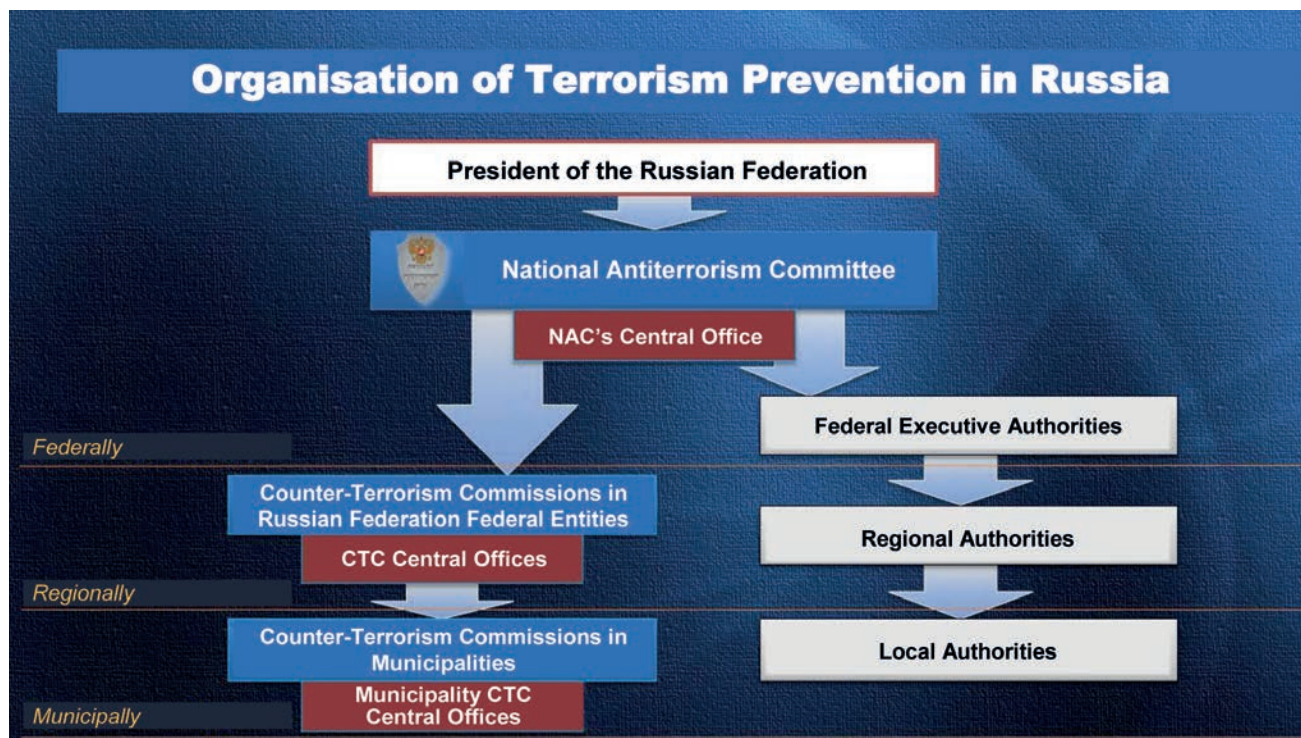 Organisation of Terrorism Prevention in Russia
President of the Russian Federation
National Antiterrorism Committee
NAC's Central Office
Federal Executive Authorities
Federally
Counter-Terrorism Commissions in
Russian Federation Federal Entities
CTC Central Offices
Regional Authorities
Regionally
Counter-Terrorism Commissions in
Municipalities
Local Authorities
Municipality CTC
Central Offices
Municipally